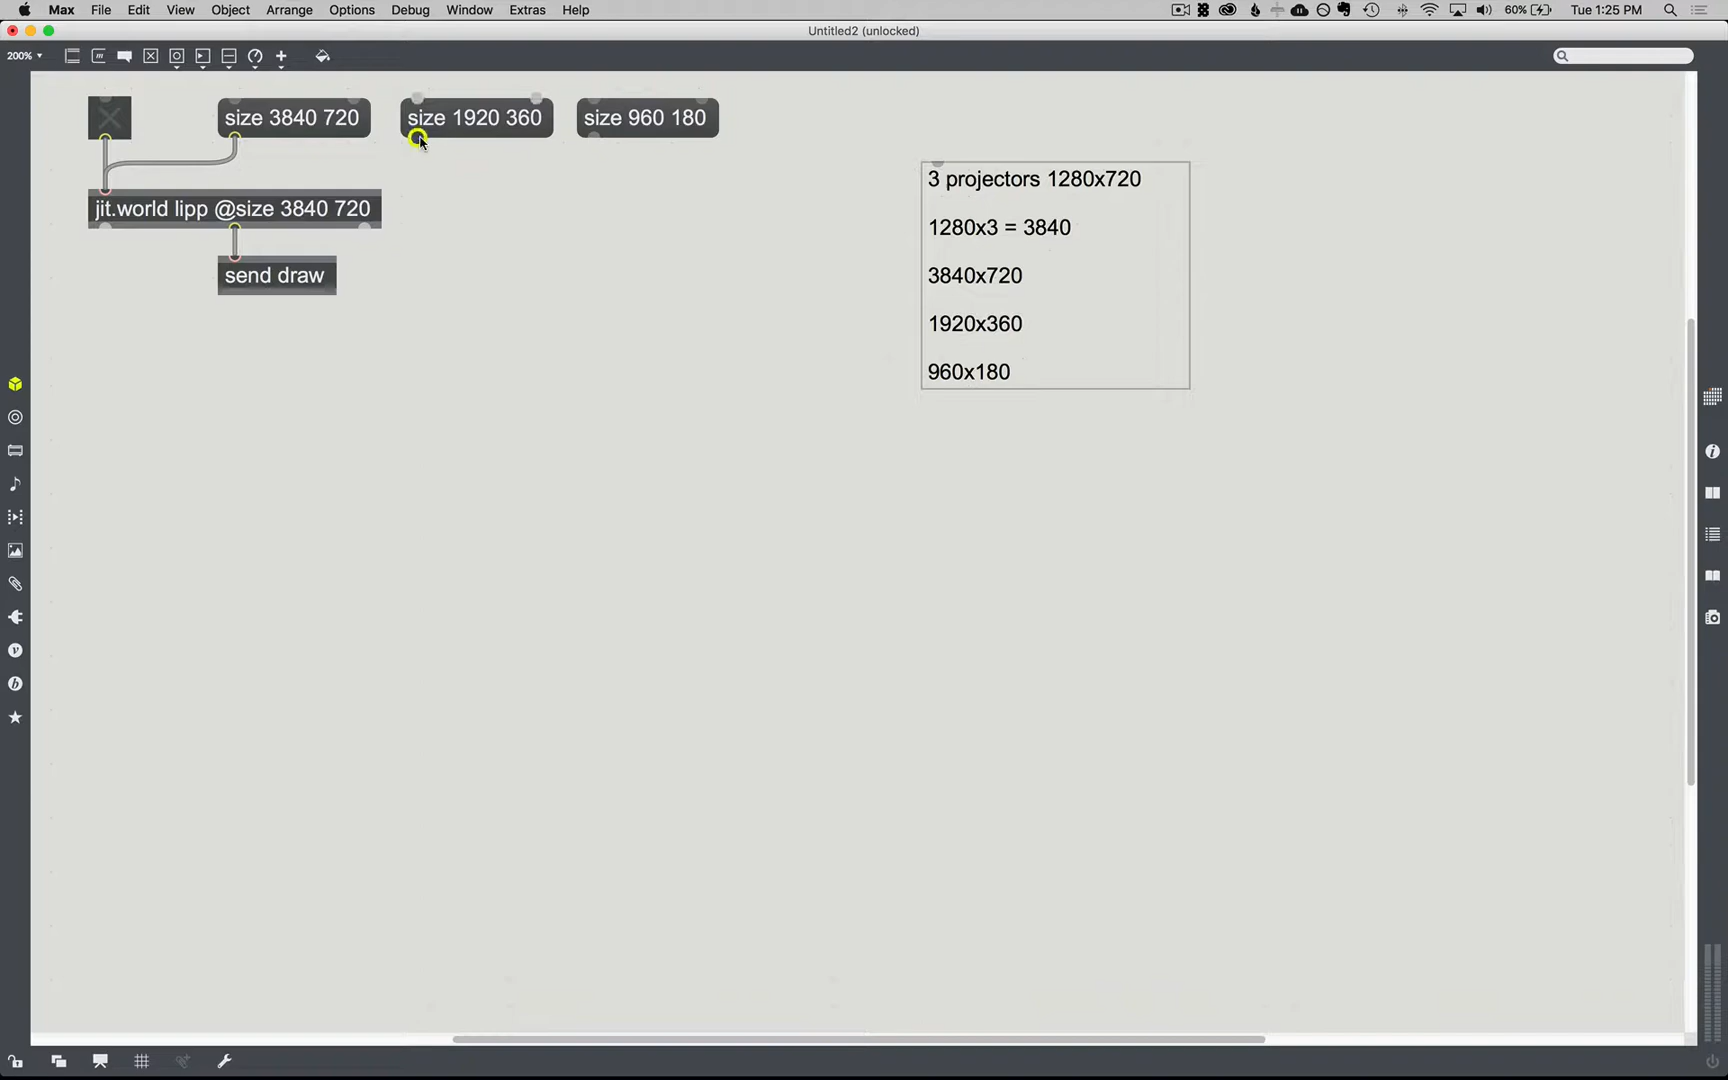 Max File Edit View Object Arrange Options Debug Window Extras Help 60% Tue 1:25 PM
Untitled2 (unlocked)
200%
size 3840 720 size 1920 360 size 960 180
jit.world lipp @size 3840 720
send draw
3 projectors 1280x720
1280x3 = 3840
3840x720
1920x360
960x180